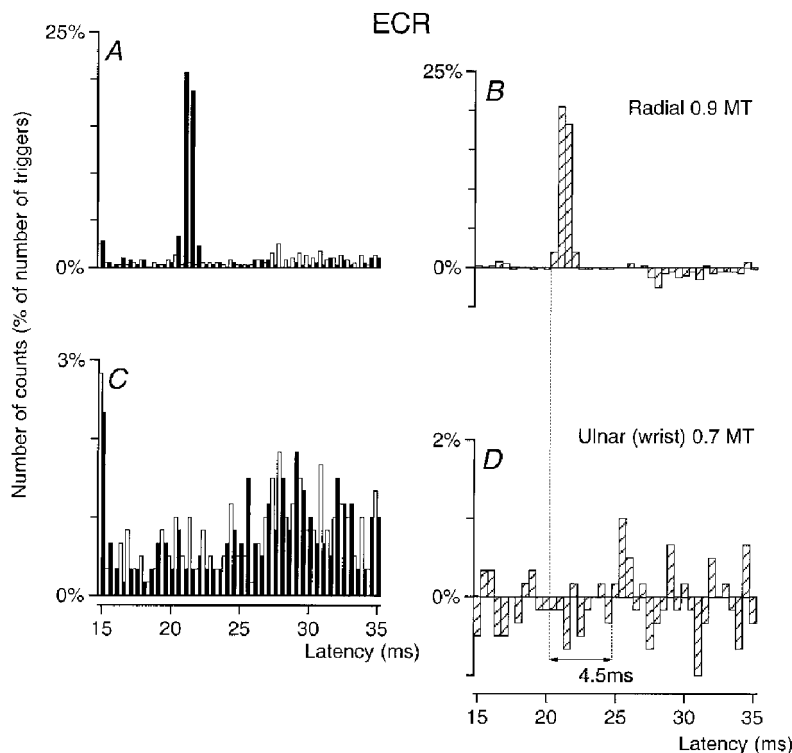 ECR
Number of counts (% of number of triggers)
25%
A
0%
25%
B
Radial 0.9 MT
0%
3%
C
0%
15 20 25 30 35
Latency (ms)
2%
Ulnar (wrist) 0.7 MT
D
0%
4.5ms
15 20 25 30 35
Latency (ms)